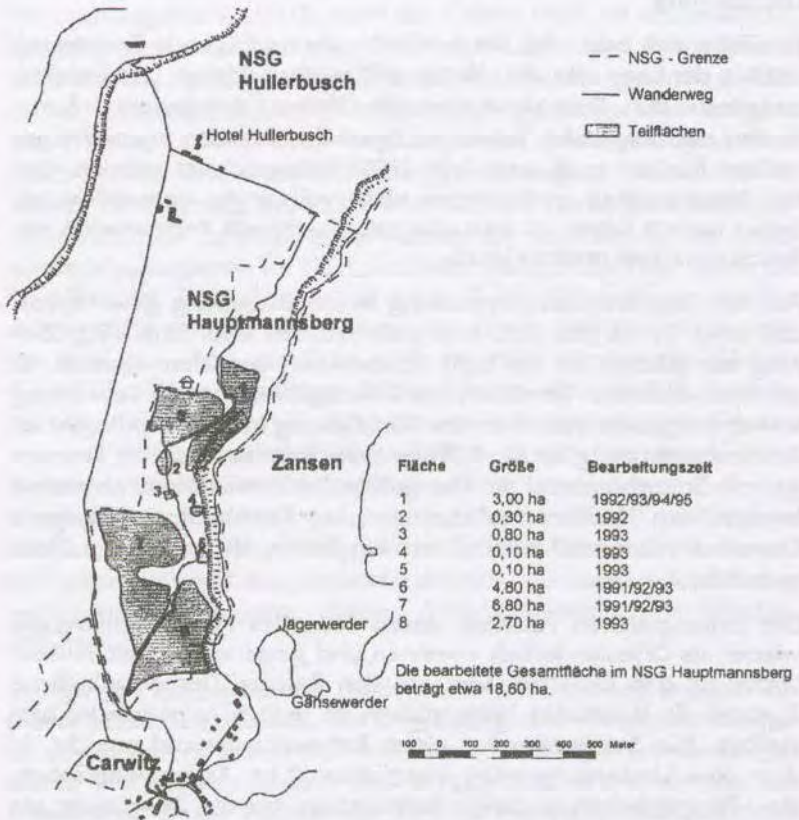 NSG
Hullerbusch
Hotel Hullerbusch
NSG - Grenze
Wanderweg
Teilflächen
NSG
Hauptmannsberg
Zansen
2
3
4
7
Fläche Größe Bearbeitungszeit
1 3,00 ha 1992/93/94/95
2 0,30 ha 1992
3 0,80 ha 1993
4 0,10 ha 1993
5 0,10 ha 1993
6 4,80 ha 1991/92/93
7 6,80 ha 1991/92/93
8 2,70 ha 1993
Jägerwerder
Gänsewerder
Die bearbeitete Gesamtfläche im NSG Hauptmannsberg
beträgt etwa 18,60 ha.
100 0 100 200 300 400 500 Meter
Carwitz